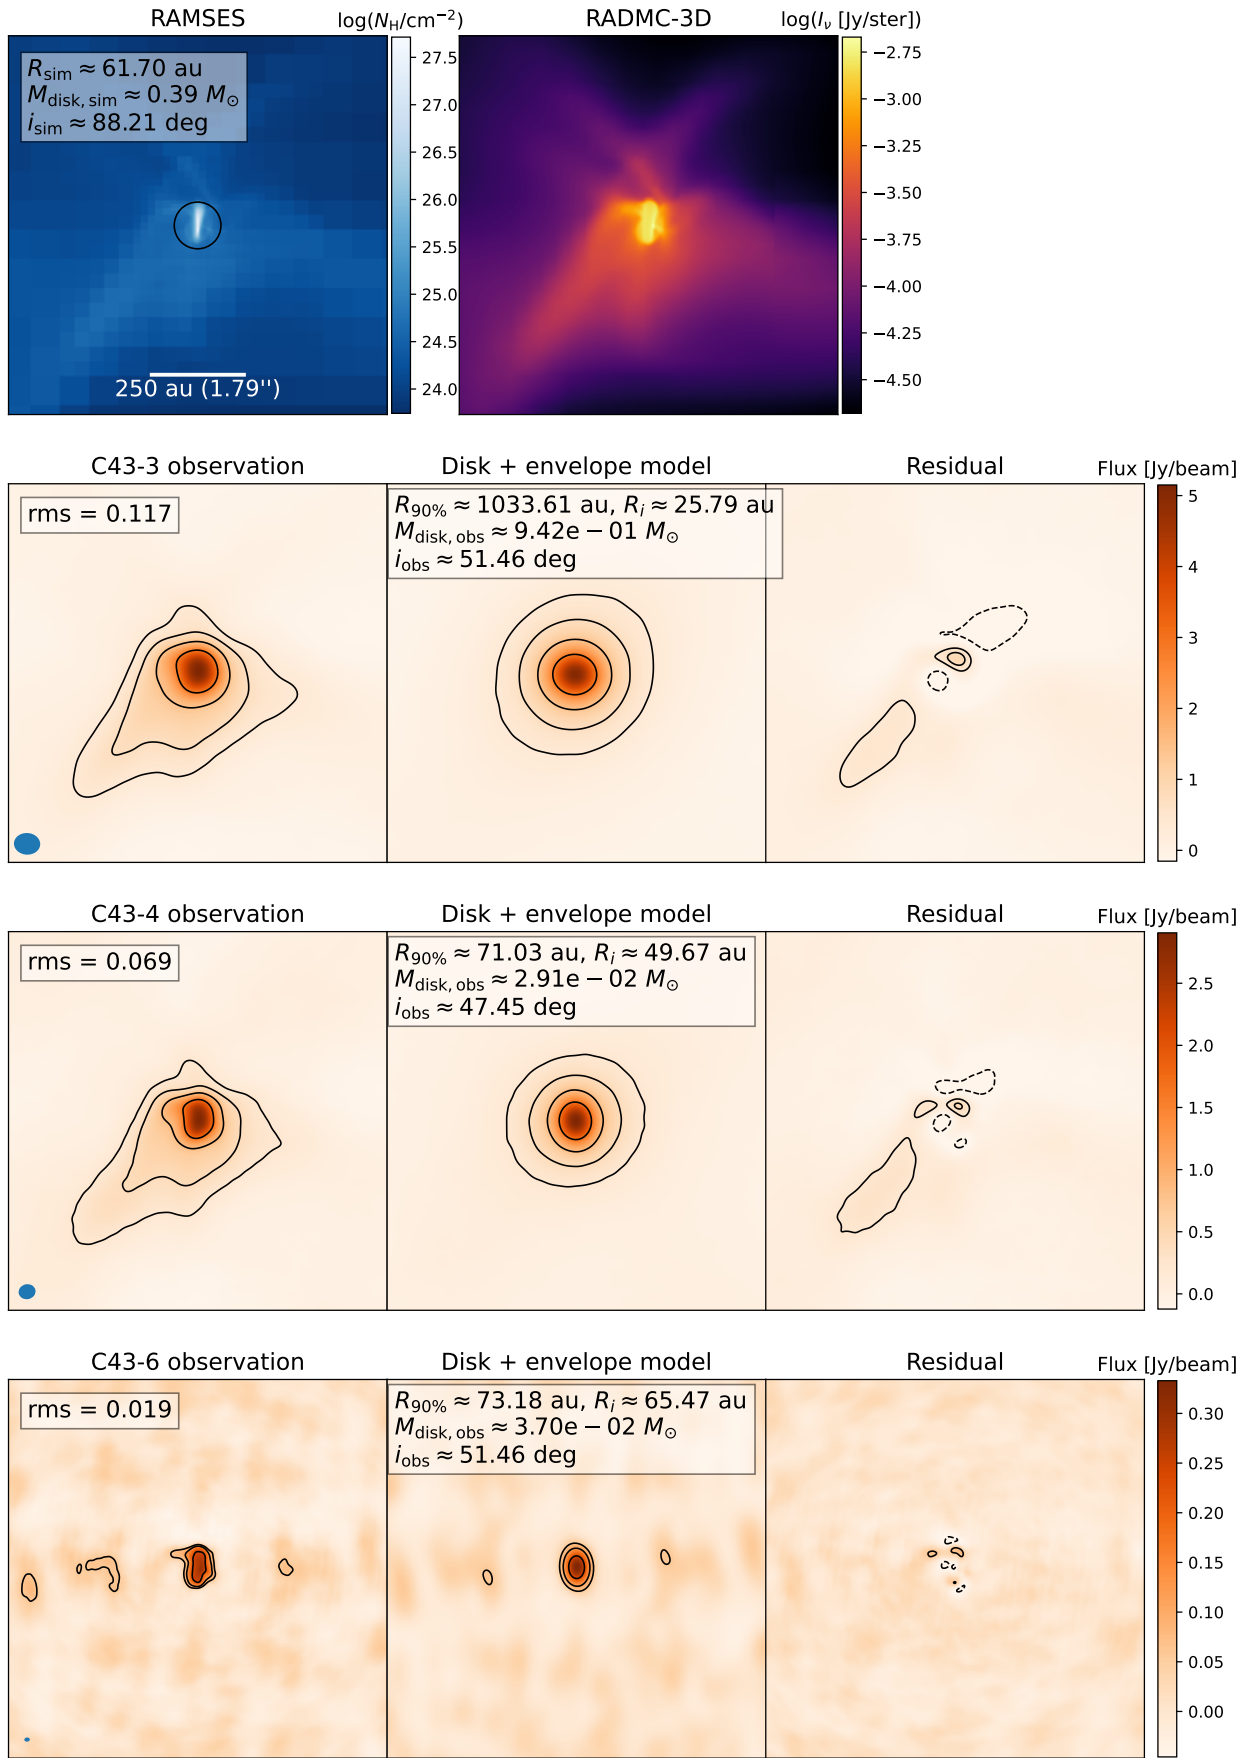 RAMSES
log(N_H/cm⁻²)
RADMC-3D
log(I_ν [Jy/ster])
R_sim ≈ 61.70 au
M_disk, sim ≈ 0.39 M_⊙
i_sim ≈ 88.21 deg
250 au (1.79'')
27.5
27.0
26.5
26.0
25.5
25.0
24.5
24.0
−2.75
−3.00
−3.25
−3.50
−3.75
−4.00
−4.25
−4.50
C43-3 observation
Disk + envelope model
Residual
Flux [Jy/beam]
rms = 0.117
R_90% ≈ 1033.61 au, R_i ≈ 25.79 au
M_disk, obs ≈ 9.42e − 01 M_⊙
i_obs ≈ 51.46 deg
5
4
3
2
1
0
C43-4 observation
Disk + envelope model
Residual
Flux [Jy/beam]
rms = 0.069
R_90% ≈ 71.03 au, R_i ≈ 49.67 au
M_disk, obs ≈ 2.91e − 02 M_⊙
i_obs ≈ 47.45 deg
2.5
2.0
1.5
1.0
0.5
0.0
C43-6 observation
Disk + envelope model
Residual
Flux [Jy/beam]
rms = 0.019
R_90% ≈ 73.18 au, R_i ≈ 65.47 au
M_disk, obs ≈ 3.70e − 02 M_⊙
i_obs ≈ 51.46 deg
0.30
0.25
0.20
0.15
0.10
0.05
0.00